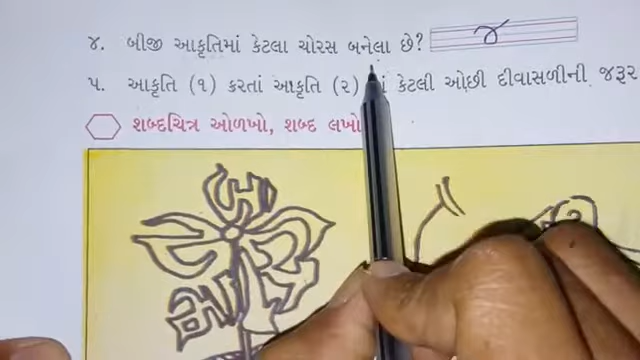 ૪. બીજી આકૃતિમાં કેટલા ચોરસ બનેલા છે? ૪
૫. આકૃતિ (૧) કરતાં આકૃતિ (૨) માં કેટલી ઓછી દીવાસળીની જરૂર
શબ્દચિત્ર ઓળખો, શબ્દ લખો